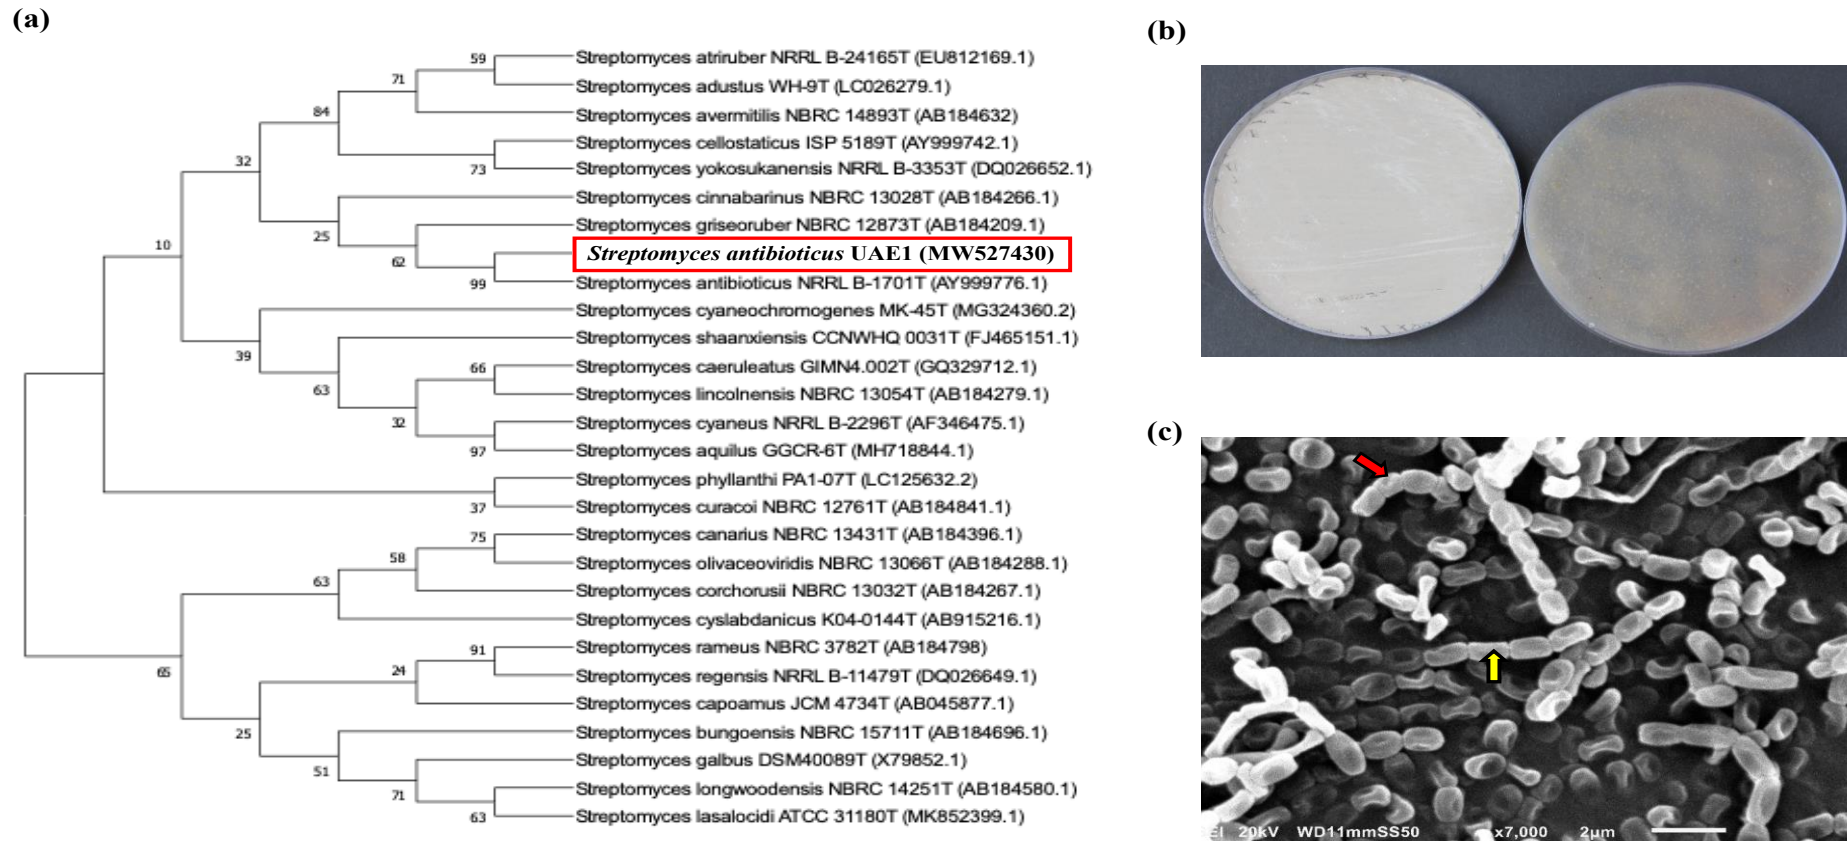 (a)
59
Streptomyces atriruber NRRL B-24165T (EU812169.1)
71
Streptomyces adustus WH-9T (LC026279.1)
84
Streptomyces avermitilis NBRC 14893T (AB184632)
Streptomyces cellostaticus ISP 5189T (AY999742.1)
32
73
Streptomyces yokosukanensis NRRL B-3353T (DQ026652.1)
Streptomyces cinnabarinus NBRC 13028T (AB184266.1)
25
Streptomyces griseoruber NBRC 12873T (AB184209.1)
10
62
Streptomyces antibioticus UAE1 (MW527430)
99
Streptomyces antibioticus NRRL B-1701T (AY999776.1)
Streptomyces cyaneochromogenes MK-45T (MG324360.2)
39
Streptomyces shaanxiensis CCNWHQ 0031T (FJ465151.1)
66
Streptomyces caeruleatus GIMN4.002T (GQ329712.1)
63
Streptomyces lincolnensis NBRC 13054T (AB184279.1)
32
Streptomyces cyaneus NRRL B-2296T (AF346475.1)
97
Streptomyces aquilus GGCR-6T (MH718844.1)
Streptomyces phyllanthi PA1-07T (LC125632.2)
37
Streptomyces curacoi NBRC 12761T (AB184841.1)
75
Streptomyces canarius NBRC 13431T (AB184396.1)
58
Streptomyces olivaceoviridis NBRC 13066T (AB184288.1)
63
Streptomyces corchorusii NBRC 13032T (AB184267.1)
Streptomyces cyslabdanicus K04-0144T (AB915216.1)
65
91
Streptomyces rameus NBRC 3782T (AB184798)
24
Streptomyces regensis NRRL B-11479T (DQ026649.1)
Streptomyces capoamus JCM 4734T (AB045877.1)
25
Streptomyces bungoensis NBRC 15711T (AB184696.1)
51
Streptomyces galbus DSM40089T (X79852.1)
71
Streptomyces longwoodensis NBRC 14251T (AB184580.1)
63
Streptomyces lasalocidi ATCC 31180T (MK852399.1)
(b)
(c)
20kV WD11mmSS50 x7,000 2µm